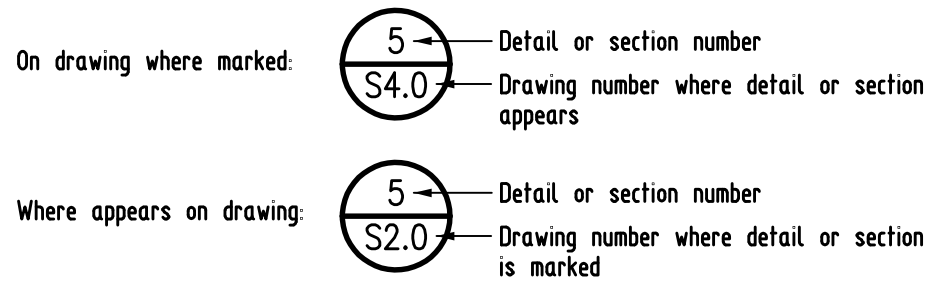 On drawing where marked:
5
Detail or section number
S4.0
Drawing number where detail or section
appears
Where appears on drawing:
5
Detail or section number
S2.0
Drawing number where detail or section
is marked